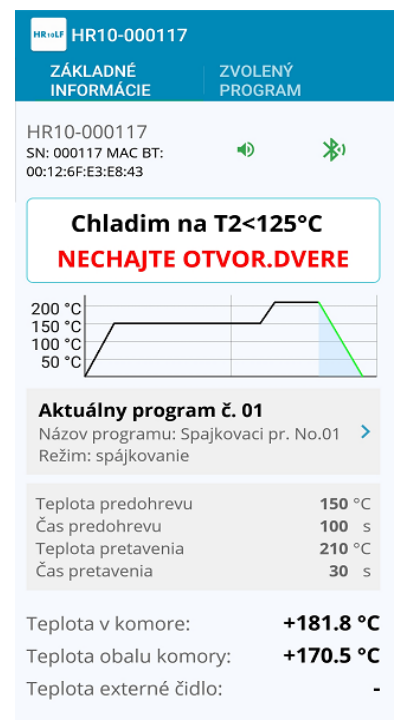 HR10LF HR10-000117
ZÁKLADNÉ INFORMÁCIE
ZVOLENÝ PROGRAM
HR10-000117
SN: 000117 MAC BT:
00:12:6F:E3:E8:43
Chladim na T2<125°C
NECHAJTE OTVOR.DVERE
200 °C
150 °C
100 °C
50 °C
Aktuálny program č. 01
Názov programu: Spajkovaci pr. No.01
Režim: spájkovanie
Teplota predohrevu 150 °C
Čas predohrevu 100 s
Teplota pretavenia 210 °C
Čas pretavenia 30 s
Teplota v komore: +181.8 °C
Teplota obalu komory: +170.5 °C
Teplota externé čidlo: -